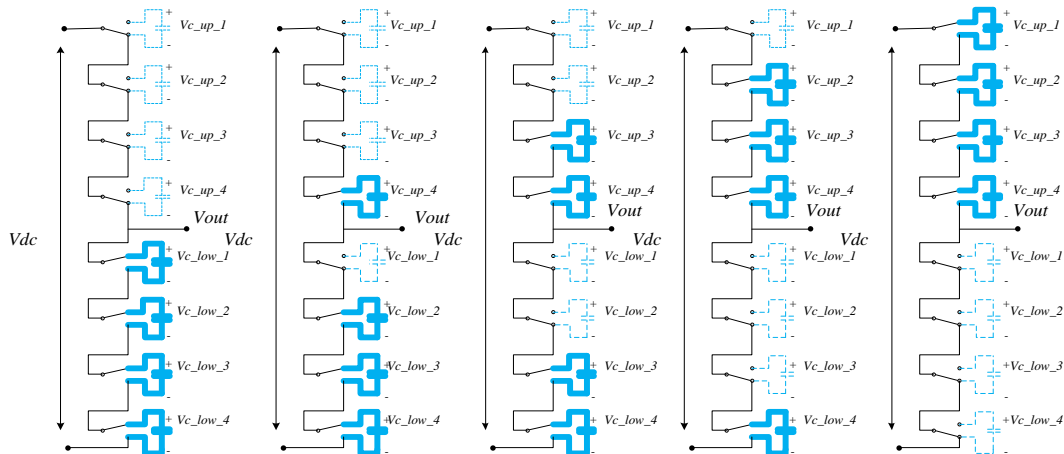 + Vc_up_1
-
+ Vc_up_2
-
+ Vc_up_3
-
+ Vc_up_4
-
Vout
Vdc
+ Vc_low_1
-
+ Vc_low_2
-
+ Vc_low_3
-
+ Vc_low_4
-
+ Vc_up_1
-
+ Vc_up_2
-
+ Vc_up_3
-
+ Vc_up_4
-
Vout
Vdc
+ Vc_low_1
-
+ Vc_low_2
-
+ Vc_low_3
-
+ Vc_low_4
-
+ Vc_up_1
-
+ Vc_up_2
-
+ Vc_up_3
-
+ Vc_up_4
-
Vout
Vdc
+ Vc_low_1
-
+ Vc_low_2
-
+ Vc_low_3
-
+ Vc_low_4
-
+ Vc_up_1
-
+ Vc_up_2
-
+ Vc_up_3
-
+ Vc_up_4
-
Vout
Vdc
+ Vc_low_1
-
+ Vc_low_2
-
+ Vc_low_3
-
+ Vc_low_4
-
+ Vc_up_1
-
+ Vc_up_2
-
+ Vc_up_3
-
+ Vc_up_4
-
Vout
Vdc
+ Vc_low_1
-
+ Vc_low_2
-
+ Vc_low_3
-
+ Vc_low_4
-